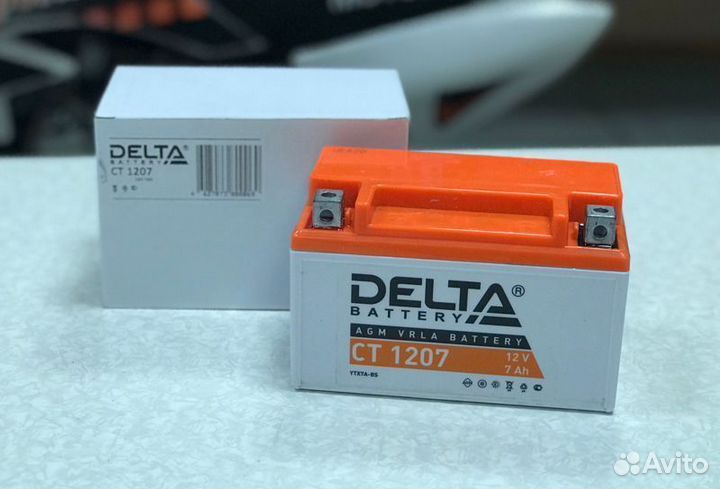 DELTA
BATTERY
CT 1207
DELTA®
BATTERY
AGM VRLA BATTERY
CT 1207
12 V
7 Ah
YTX7A-BS
Avito